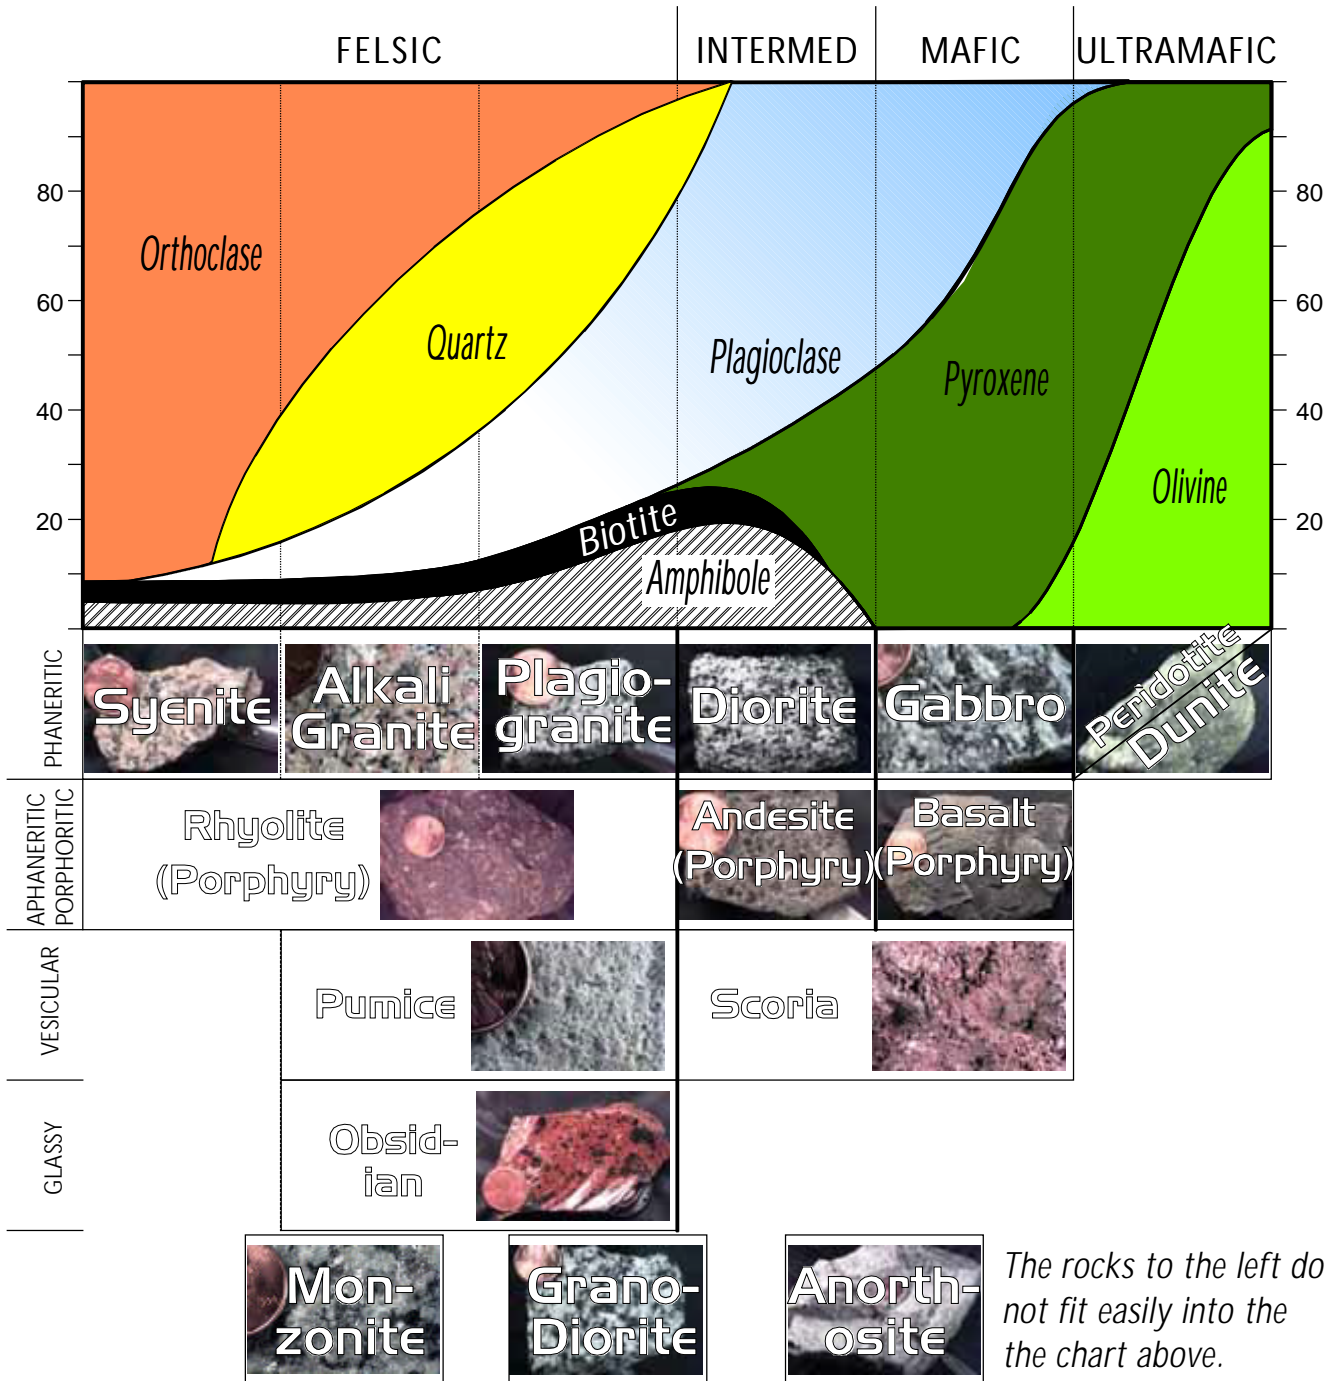 FELSIC INTERMED MAFIC ULTRAMAFIC
80 80
Orthoclase
60 60
Quartz Plagioclase Pyroxene
40 40
Olivine
20 20
Biotite
Amphibole
PHANERITIC
Syenite
Alkali
Granite
Plagio-
granite
Diorite
Gabbro
Peridotite
Dunite
APHANERITIC
PORPHORITIC
Rhyolite
(Porphyry)
Andesite
(Porphyry)
Basalt
(Porphyry)
VESICULAR
Pumice
Scoria
GLASSY
Obsid-
ian
Mon-
zonite
Grano-
Diorite
Anorth-
osite
The rocks to the left do
not fit easily into the
the chart above.